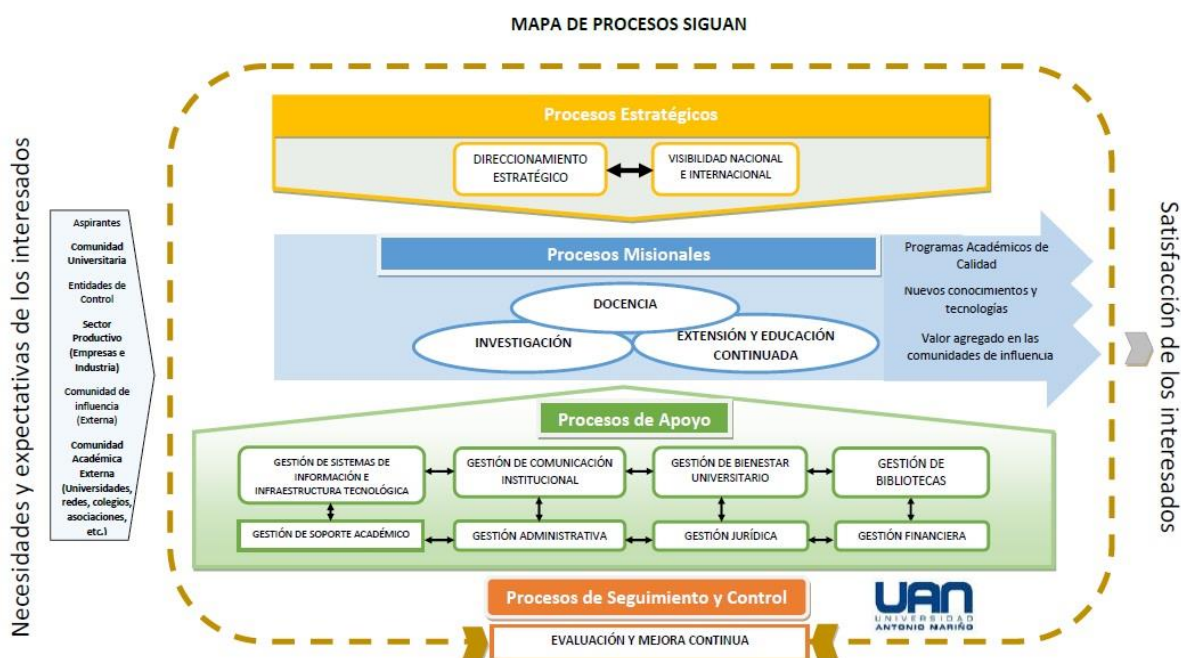 MAPA DE PROCESOS SIGUAN
Necesidades y expectativas de los interesados
Aspirantes
Comunidad
Universitaria
Entidades de
Control
Sector
Productivo
(Empresas e
Industria)
Comunidad de
influencia
(Externa)
Comunidad
Académica
Externa
(Universidades,
redes, colegios,
asociaciones,
etc.)
Procesos Estratégicos
DIRECCIONAMIENTO
ESTRATÉGICO
VISIBILIDAD NACIONAL
E INTERNACIONAL
Procesos Misionales
DOCENCIA
INVESTIGACIÓN
EXTENSIÓN Y EDUCACIÓN
CONTINUADA
Programas Académicos de
Calidad
Nuevos conocimientos y
tecnologías
Valor agregado en las
comunidades de influencia
Procesos de Apoyo
GESTIÓN DE SISTEMAS DE
INFORMACIÓN E
INFRAESTRUCTURA TECNOLÓGICA
GESTIÓN DE COMUNICACIÓN
INSTITUCIONAL
GESTIÓN DE BIENESTAR
UNIVERSITARIO
GESTIÓN DE
BIBLIOTECAS
GESTIÓN DE SOPORTE ACADÉMICO
GESTIÓN ADMINISTRATIVA
GESTIÓN JURÍDICA
GESTIÓN FINANCIERA
Procesos de Seguimiento y Control
EVALUACIÓN Y MEJORA CONTINUA
UAN
UNIVERSIDAD
ANTONIO NARIÑO
Satisfacción de los interesados